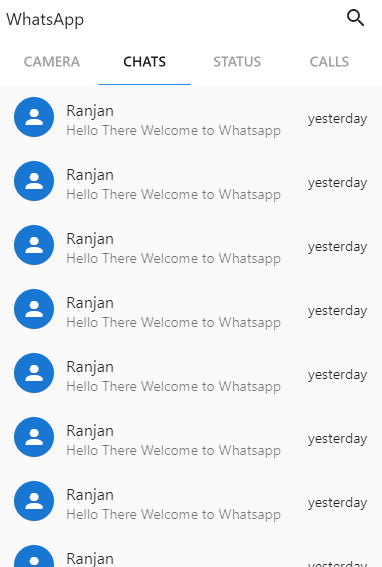 WhatsApp
CAMERA CHATS STATUS CALLS
Ranjan
Hello There Welcome to Whatsapp
yesterday
Ranjan
Hello There Welcome to Whatsapp
yesterday
Ranjan
Hello There Welcome to Whatsapp
yesterday
Ranjan
Hello There Welcome to Whatsapp
yesterday
Ranjan
Hello There Welcome to Whatsapp
yesterday
Ranjan
Hello There Welcome to Whatsapp
yesterday
Ranjan
Hello There Welcome to Whatsapp
yesterday
Ranjan
yesterday